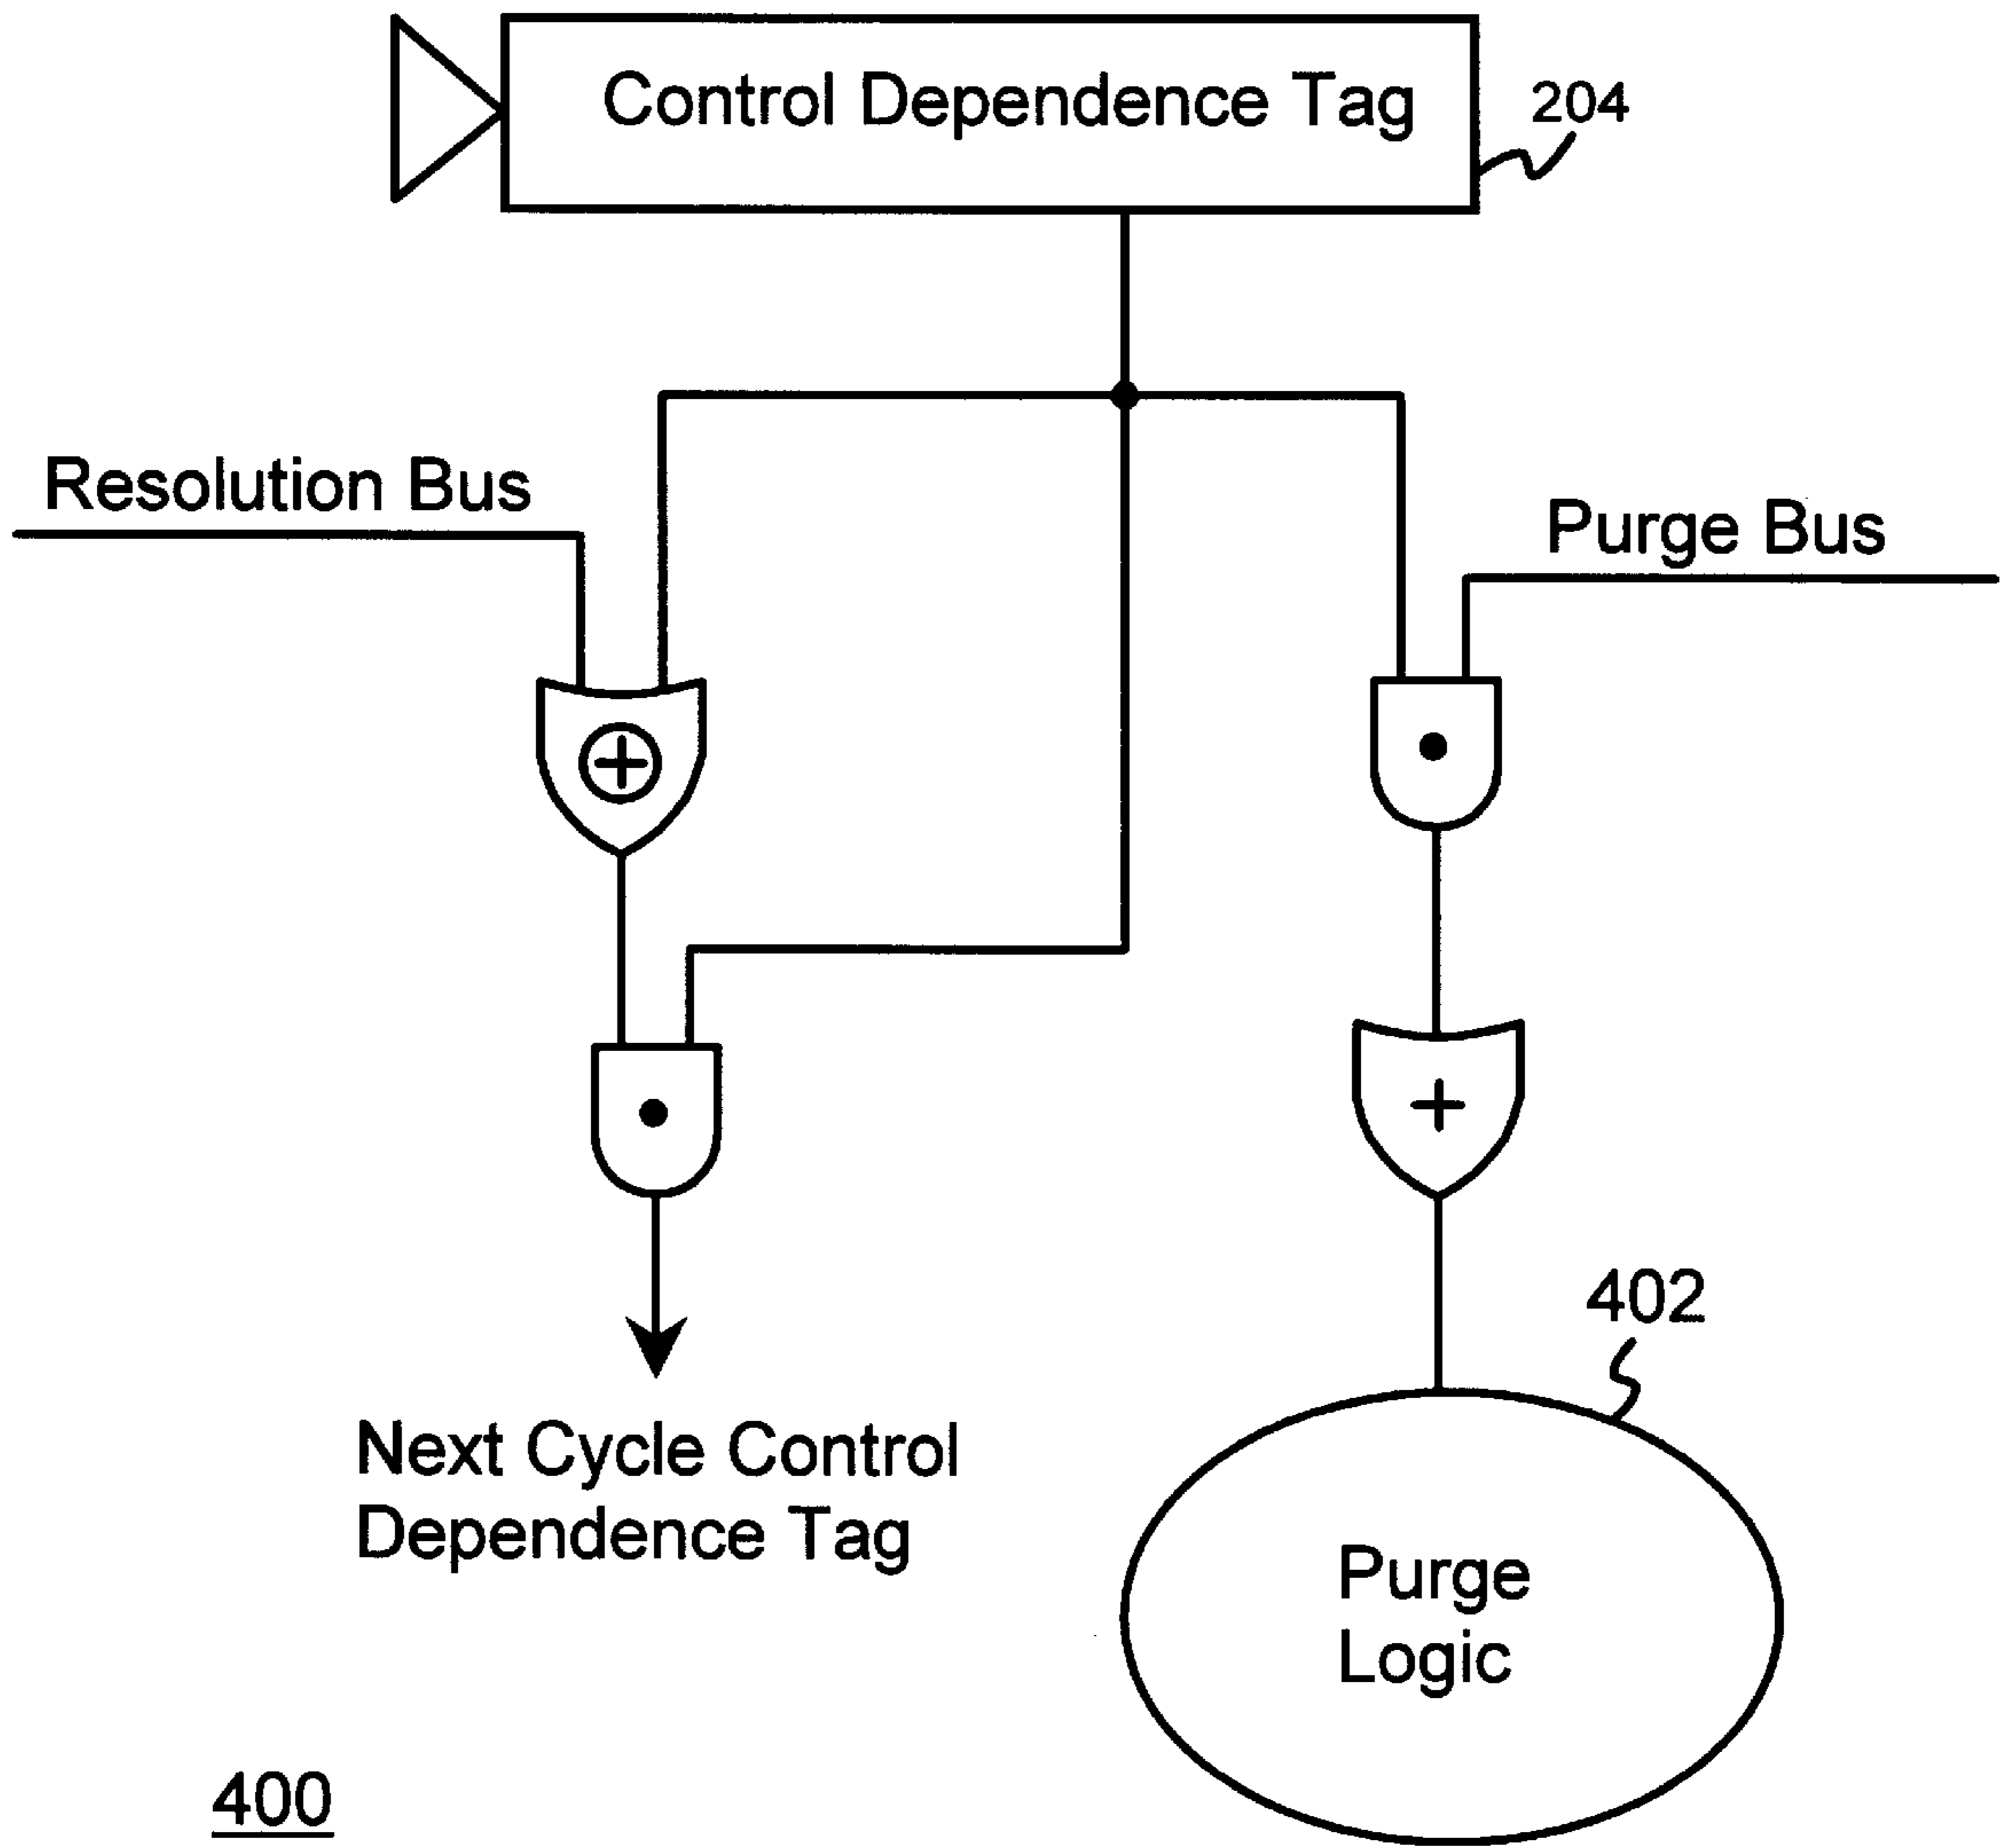 Control Dependence Tag
204
Resolution Bus
Purge Bus
402
Next Cycle Control
Dependence Tag
Purge
Logic
400